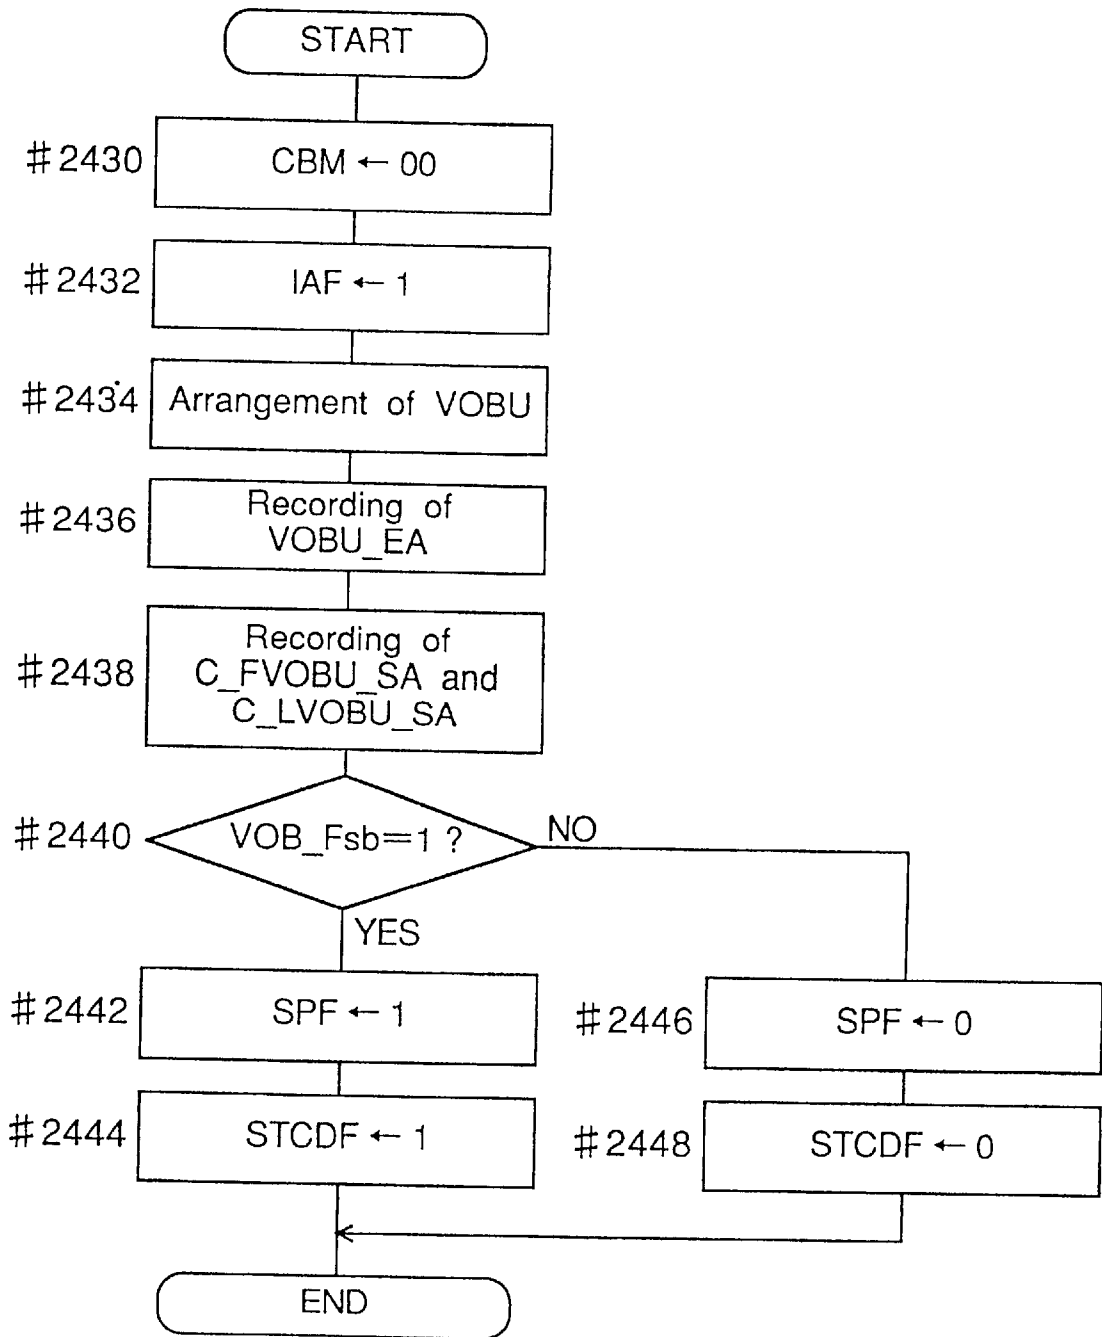 START
#2430
CBM ← 00
#2432
IAF ← 1
#2434
Arrangement of VOBU
#2436
Recording of
VOBU_EA
#2438
Recording of
C_FVOBU_SA and
C_LVOBU_SA
#2440
VOB_Fsb=1 ?
NO
YES
#2442
SPF ← 1
#2446
SPF ← 0
#2444
STCDF ← 1
#2448
STCDF ← 0
END